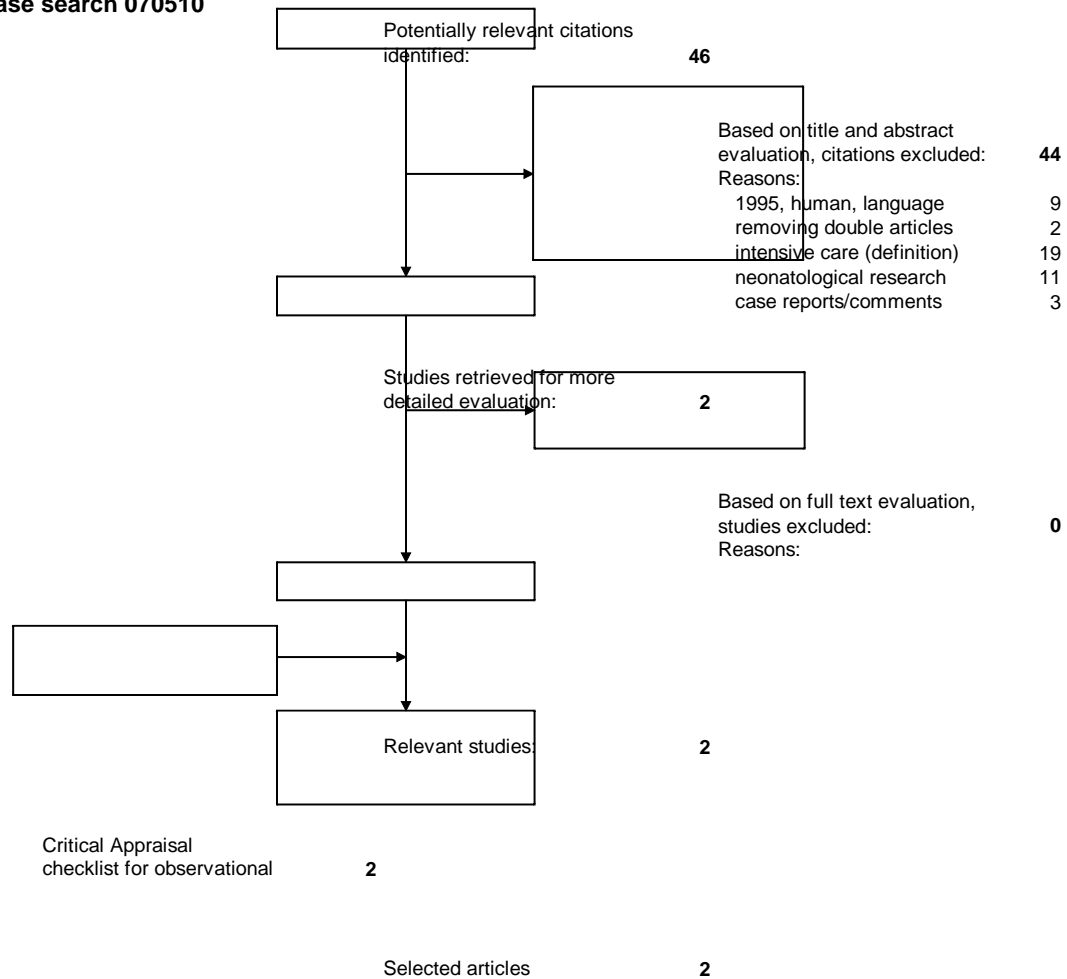 ase search 070510
Potentially relevant citations
identified: 46
Based on title and abstract
evaluation, citations excluded: 44
Reasons:
1995, human, language 9
removing double articles 2
intensive care (definition) 19
neonatological research 11
case reports/comments 3
Studies retrieved for more
detailed evaluation: 2
Based on full text evaluation,
studies excluded: 0
Reasons:
Relevant studies: 2
Critical Appraisal
checklist for observational 2
Selected articles 2